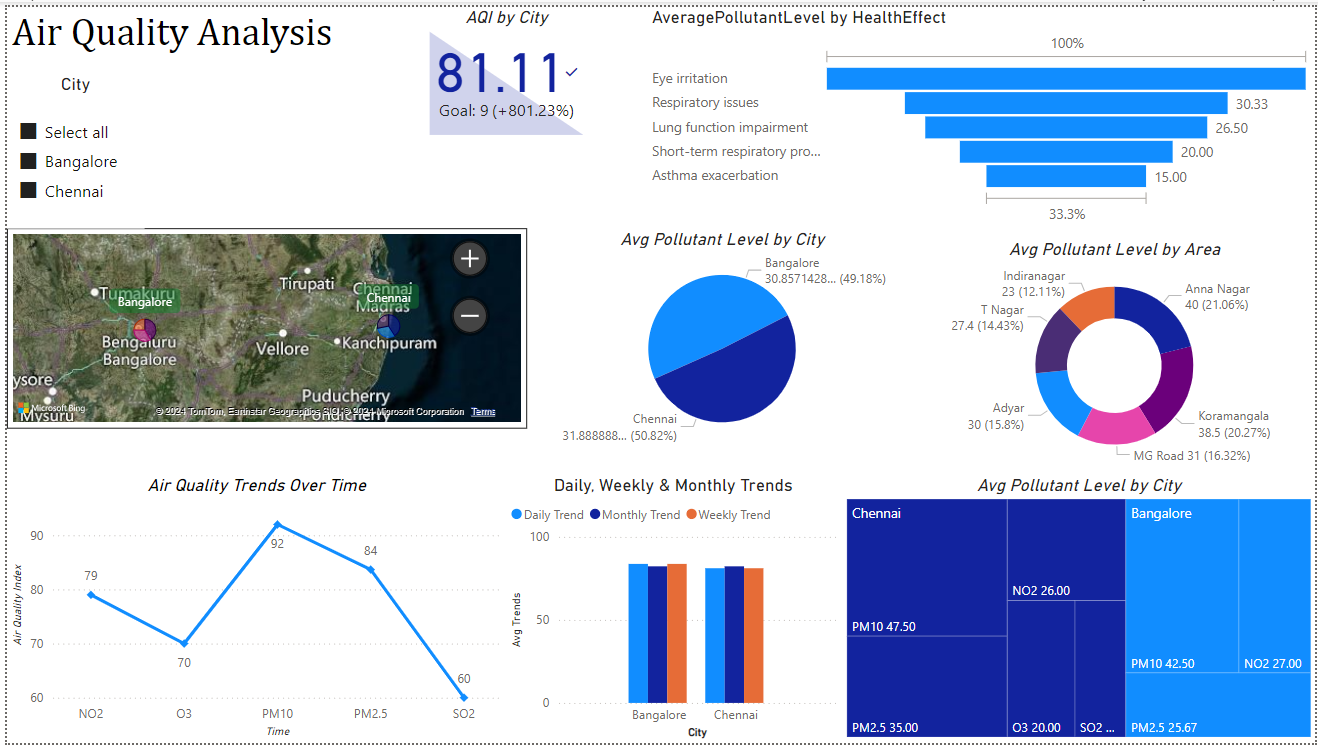 Air Quality Analysis
City
Select all
Bangalore
Chennai
AQI by City
81.11
Goal: 9 (+801.23%)
AveragePollutantLevel by HealthEffect
100%
Eye irritation
Respiratory issues
30.33
Lung function impairment
26.50
Short-term respiratory pro...
20.00
Asthma exacerbation
15.00
33.3%
Tumakuru
Bangalore
Bengaluru
Bangalore
Tirupati
Chennai
Chennai
Madras
Vellore
Kanchipuram
Puducherry
Pondicherry
ysore
Mysuru
Microsoft Bing
© 2024 TomTom, Earthstar Geographics SIO, © 2024 Microsoft Corporation Terms
Avg Pollutant Level by City
Bangalore
30.8571428... (49.18%)
Chennai
31.888888... (50.82%)
Avg Pollutant Level by Area
Indiranagar
23 (12.11%)
Anna Nagar
40 (21.06%)
T Nagar
27.4 (14.43%)
Adyar
30 (15.8%)
Koramangala
38.5 (20.27%)
MG Road 31 (16.32%)
Air Quality Trends Over Time
Air Quality Index
90
80
70
60
79
70
92
84
60
NO2 O3 PM10 PM2.5 SO2
Time
Daily, Weekly & Monthly Trends
Daily Trend Monthly Trend Weekly Trend
Avg Trends
100
50
0
Bangalore Chennai
City
Avg Pollutant Level by City
Chennai
PM10 47.50
PM2.5 35.00
NO2 26.00
O3 20.00
SO2 ...
Bangalore
PM10 42.50
NO2 27.00
PM2.5 25.67